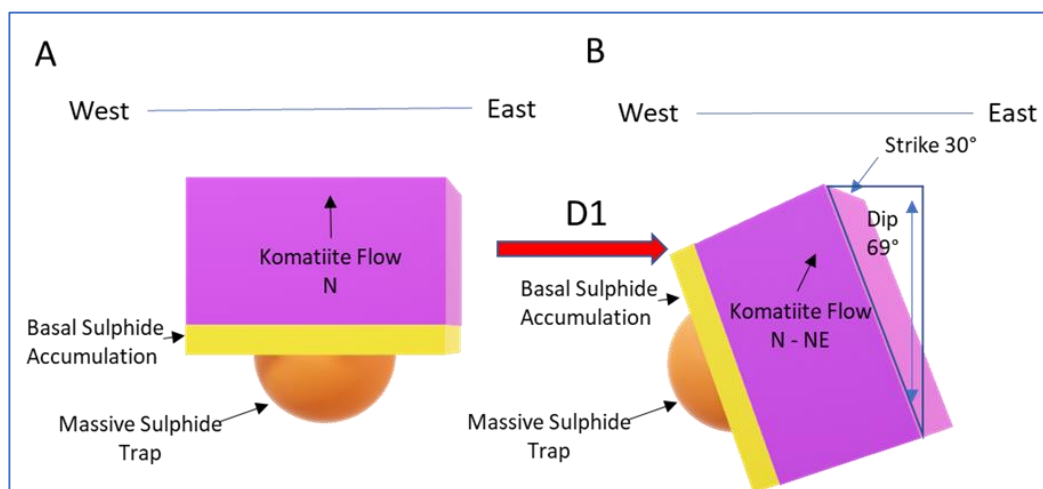 A
West
East
Komatiite Flow
N
Basal Sulphide
Accumulation
Massive Sulphide
Trap
D1
B
West
East
Strike 30°
Dip
69°
Basal Sulphide
Accumulation
Komatiite Flow
N - NE
Massive Sulphide
Trap